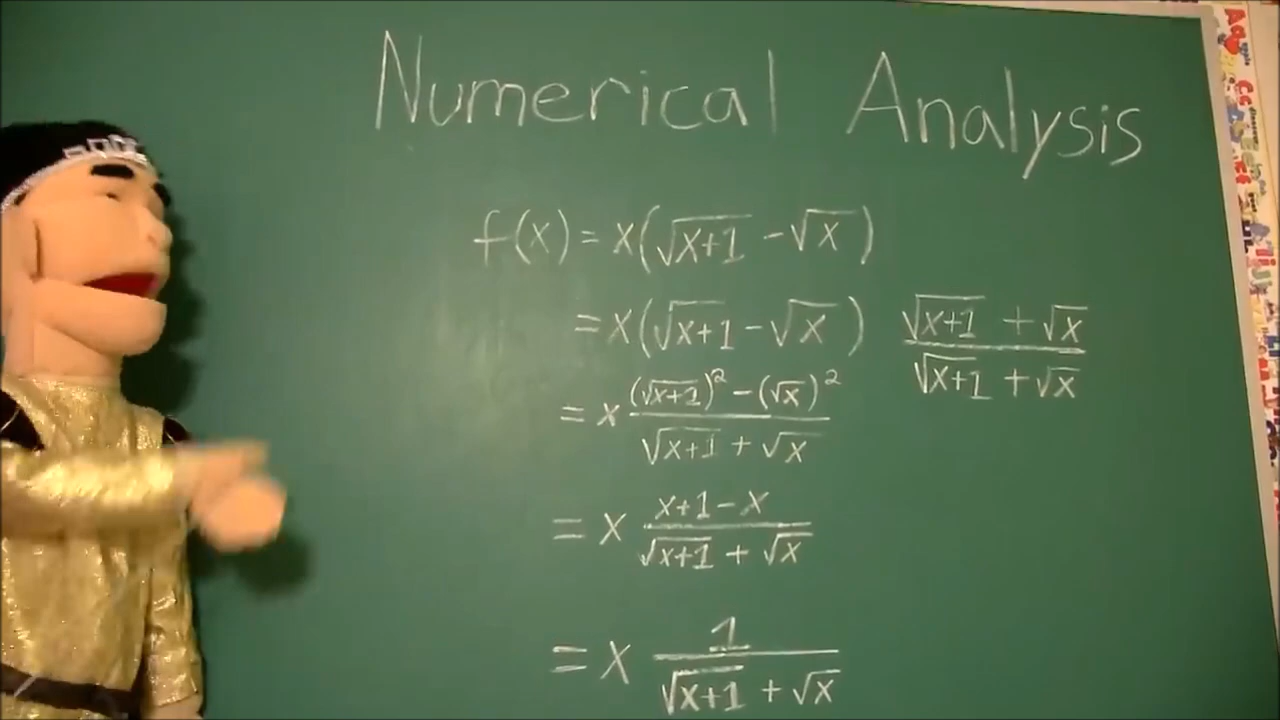 Numerical Analysis
f(x) = x(√x+1 - √x)
= x(√x+1 - √x) √x+1 + √x / √x+1 + √x
= x (√x+1)² - (√x)² / √x+1 + √x
= x x+1-x / √x+1 + √x
= x 1 / √x+1 + √x